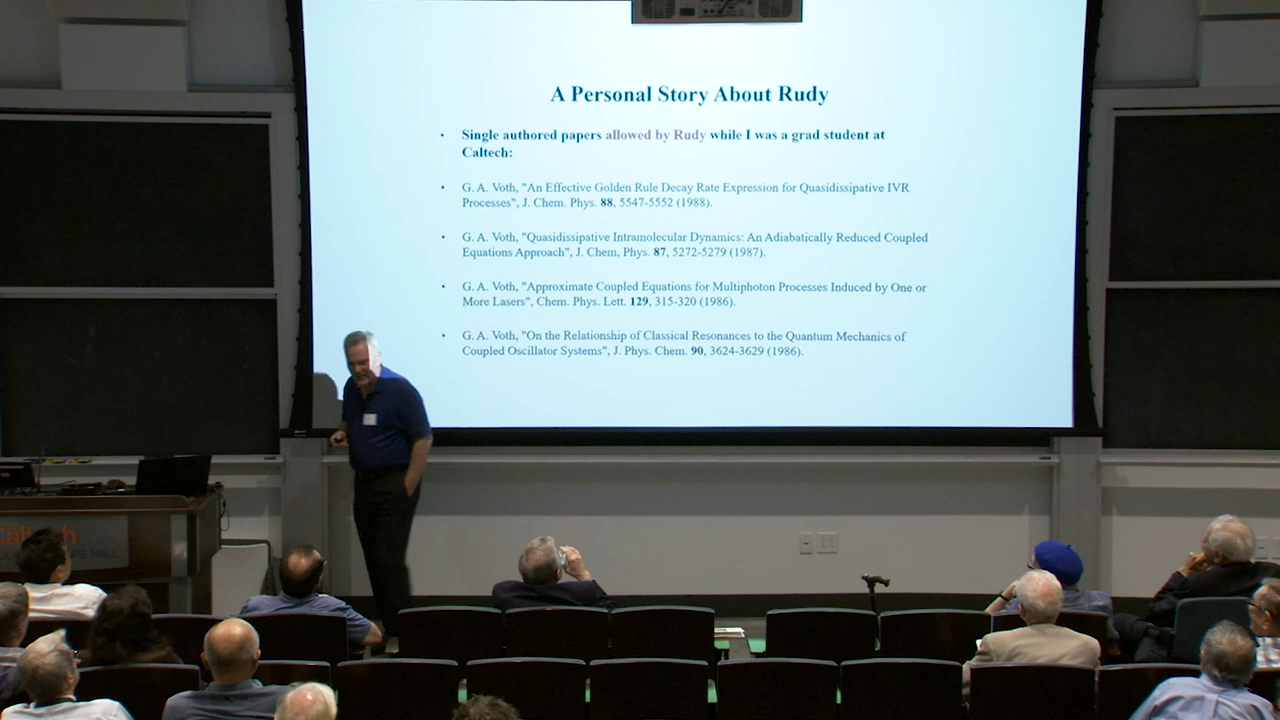 A Personal Story About Rudy
• Single authored papers allowed by Rudy while I was a grad student at
Caltech:
• G. A. Voth, "An Effective Golden Rule Decay Rate Expression for Quasidissipative IVR
Processes", J. Chem. Phys. 88, 5547-5552 (1988).
• G. A. Voth, "Quasidissipative Intramolecular Dynamics: An Adiabatically Reduced Coupled
Equations Approach", J. Chem, Phys. 87, 5272-5279 (1987).
• G. A. Voth, "Approximate Coupled Equations for Multiphoton Processes Induced by One or
More Lasers", Chem. Phys. Lett. 129, 315-320 (1986).
• G. A. Voth, "On the Relationship of Classical Resonances to the Quantum Mechanics of
Coupled Oscillator Systems", J. Phys. Chem. 90, 3624-3629 (1986).
Caltech
HALL